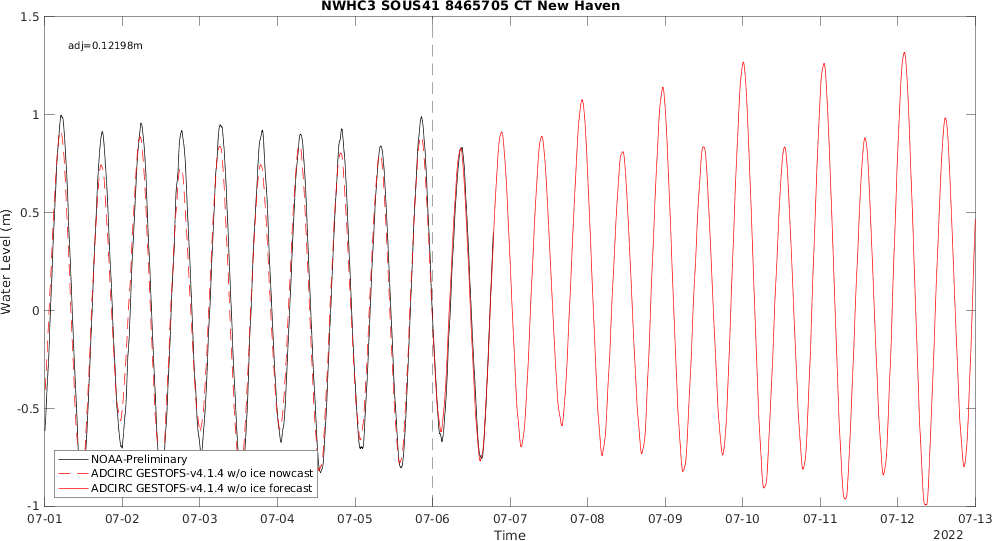 NWHC3 SOUS41 8465705 CT New Haven
adj=0.12198m
1.5
1
0.5
0
-0.5
-1
Water Level (m)
NOAA-Preliminary
ADCIRC GESTOFS-v4.1.4 w/o ice nowcast
ADCIRC GESTOFS-v4.1.4 w/o ice forecast
07-01 07-02 07-03 07-04 07-05 07-06 07-07 07-08 07-09 07-10 07-11 07-12 07-13
Time
2022